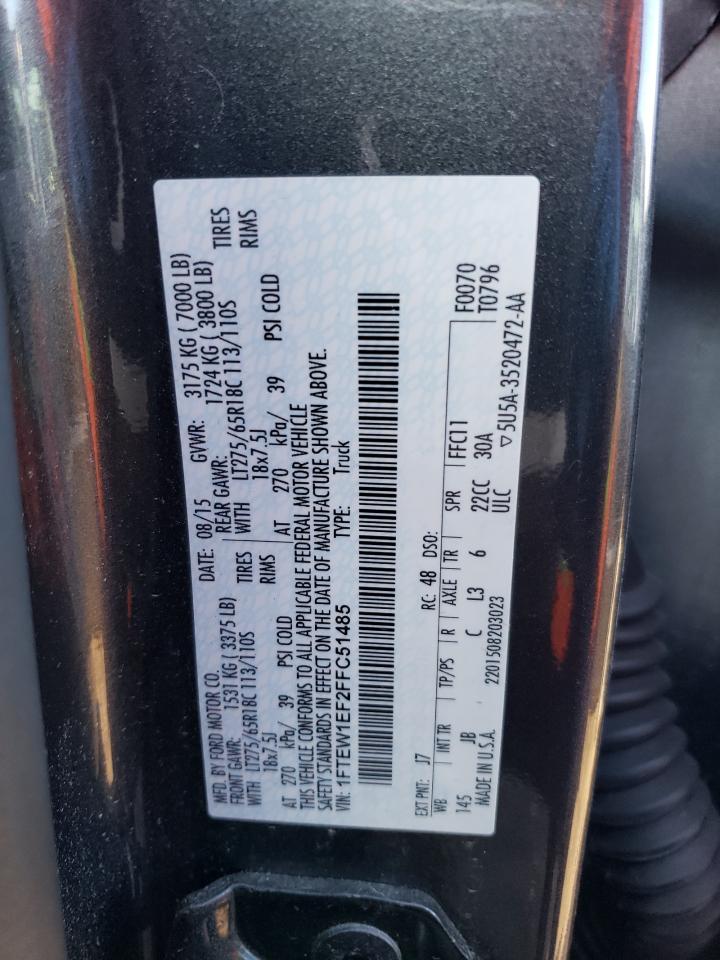 MFD. BY FORD MOTOR CO. DATE: 08/15 GVWR: 3175 KG ( 7000 LB)
FRONT GAWR: 1531 KG ( 3375 LB) REAR GAWR: 1724 KG ( 3800 LB)
WITH LT275/65R18C 113/110S TIRES WITH LT275/65R18C 113/110S TIRES
18x7.5J RIMS 18x7.5J RIMS
AT 270 kPa/ 39 PSI COLD AT 270 kPa/ 39 PSI COLD
THIS VEHICLE CONFORMS TO ALL APPLICABLE FEDERAL MOTOR VEHICLE
SAFETY STANDARDS IN EFFECT ON THE DATE OF MANUFACTURE SHOWN ABOVE.
VIN: 1FTEW1EF2FFC51485 TYPE: Truck
EXT PNT: J7 RC: 48 DSO: FFC11 F0070
WB INT TR TP/PS R AXLE TR SPR T0796
145 JB C L3 6 22CC 30A
MADE IN U.S.A. 2201508203023 ULC ▽5U5A-3520472-AA